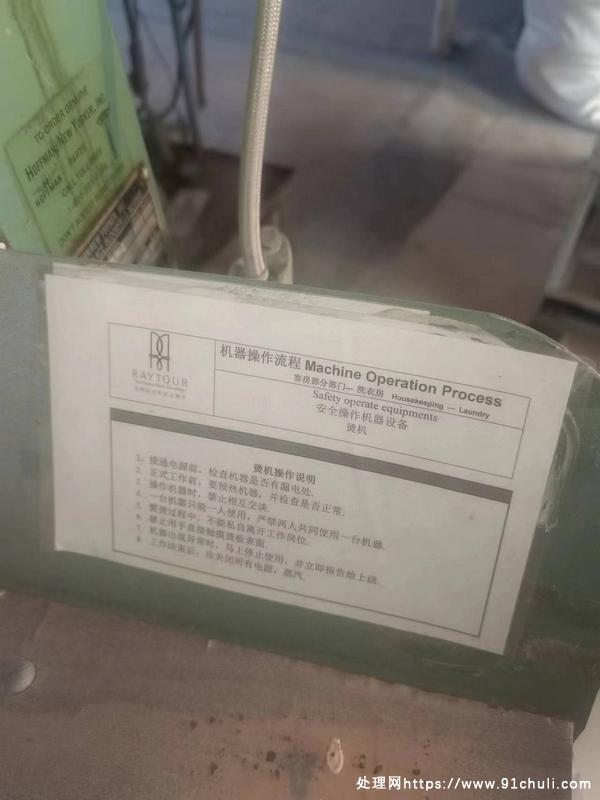 TO ORDER GENUINE
HOFFMAN/NEW YORKER, INC.
PARTS
CALL TOLL FREE
HOFFMAN
RAYTOUR
机器操作流程 Machine Operation Process
客房部分部门— 洗衣房 Housekeeping — Laundry
Safety operate equipments
安全操作机器设备
烫机
烫机操作说明
1、接通电源前，检查机器是否有漏电处.
2、正式工作前，要预热机器，并检查是否正常.
3、操作机器时，禁止相互交谈.
4、一台机器只能一人使用，严禁两人共同使用一台机器.
5、熨烫过程中，不能私自离开工作岗位.
6、禁止用手直接触摸烫板表面.
7、机器出现异常时，马上停止使用，并立即报告给上级.
8、工作结束后，应关闭所有电源，蒸汽.
处理网https://www.91chuli.com